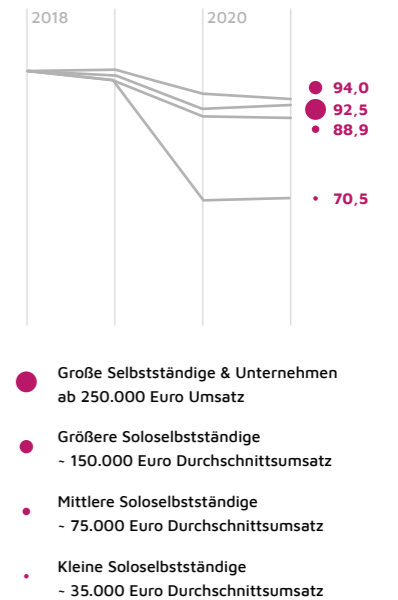 2018
2020
94,0
92,5
88,9
70,5
Große Selbstständige & Unternehmen
ab 250.000 Euro Umsatz
Größere Soloselbstständige
~ 150.000 Euro Durchschnittsumsatz
Mittlere Soloselbstständige
~ 75.000 Euro Durchschnittsumsatz
Kleine Soloselbstständige
~ 35.000 Euro Durchschnittsumsatz